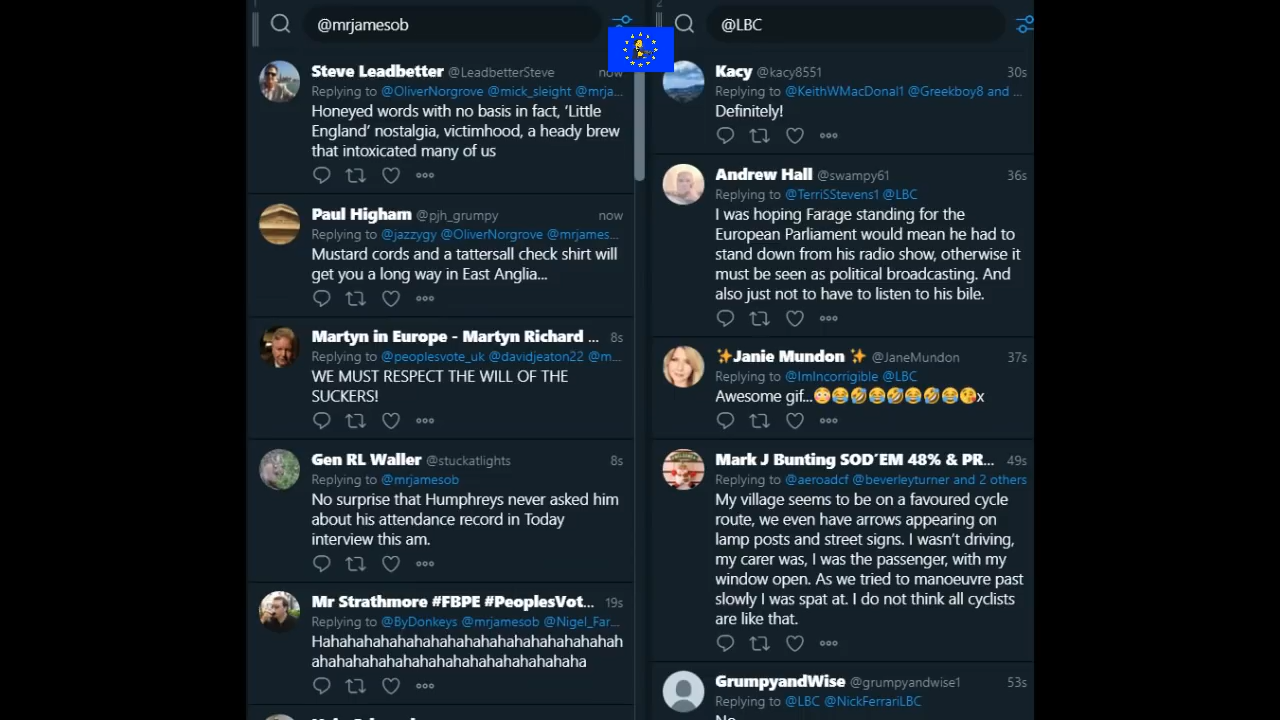 1
@mrjamesob
Steve Leadbetter @LeadbetterSteve now
Replying to @OliverNorgrove @mick_sleight @mrja...
Honeyed words with no basis in fact, ‘Little
England’ nostalgia, victimhood, a heady brew
that intoxicated many of us
Paul Higham @pjh_grumpy now
Replying to @jazzygy @OliverNorgrove @mrjames...
Mustard cords and a tattersall check shirt will
get you a long way in East Anglia...
Martyn in Europe - Martyn Richard ... 8s
Replying to @peoplesvote_uk @davidjeaton22 @m...
WE MUST RESPECT THE WILL OF THE
SUCKERS!
Gen RL Waller @stuckatlights 8s
Replying to @mrjamesob
No surprise that Humphreys never asked him
about his attendance record in Today
interview this am.
Mr Strathmore #FBPE #PeoplesVot... 19s
Replying to @ByDonkeys @mrjamesob @Nigel_Far...
Hahahahahahahahahahahahahahahahahahahah
ahahahahahahahahahahahahahahahaha
2
@LBC
Kacy @kacy8551 30s
Replying to @KeithWMacDonal1 @Greekboy8 and ...
Definitely!
Andrew Hall @swampy61 36s
Replying to @TerriSStevens1 @LBC
I was hoping Farage standing for the
European Parliament would mean he had to
stand down from his radio show, otherwise it
must be seen as political broadcasting. And
also just not to have to listen to his bile.
✨Janie Mundon ✨ @JaneMundon 37s
Replying to @ImIncorrigible @LBC
Awesome gif...😳😂🤣😂🤣😂🤣😂😘x
Mark J Bunting SOD´EM 48% & PR... 49s
Replying to @aeroadcf @beverleyturner and 2 others
My village seems to be on a favoured cycle
route, we even have arrows appearing on
lamp posts and street signs. I wasn’t driving,
my carer was, I was the passenger, with my
window open. As we tried to manoeuvre past
slowly I was spat at. I do not think all cyclists
are like that.
GrumpyandWise @grumpyandwise1 53s
Replying to @LBC @NickFerrariLBC
No